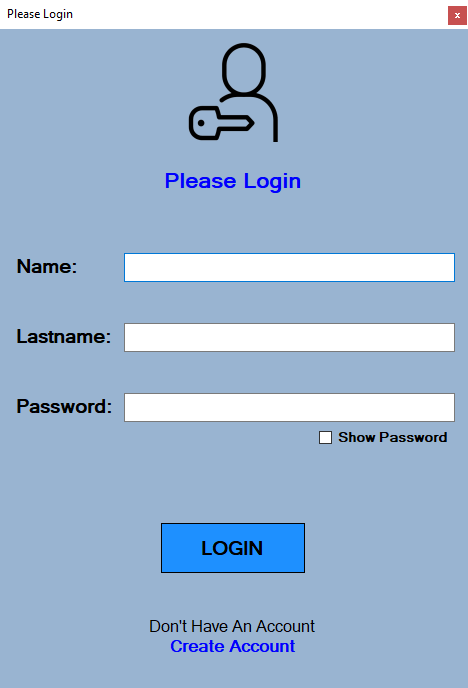 Please Login
x
Please Login
Name:
Lastname:
Password:
Show Password
LOGIN
Don't Have An Account
Create Account